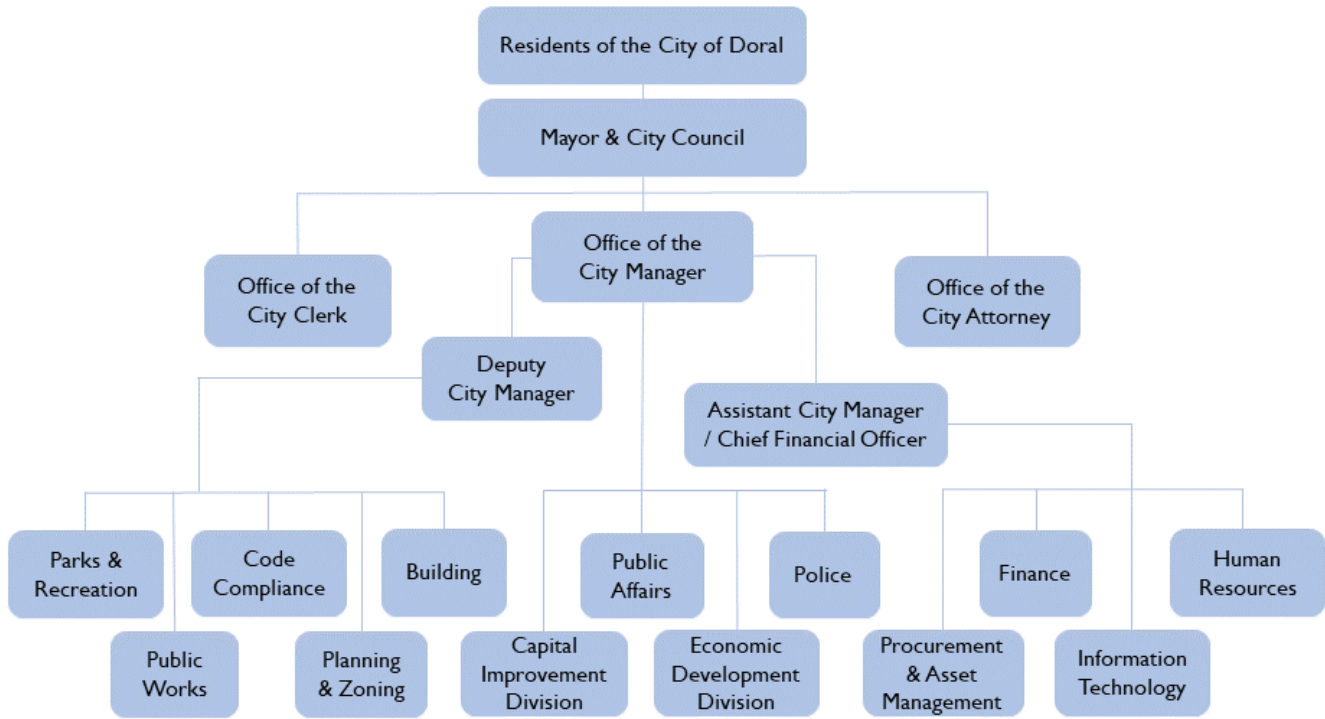 Residents of the City of Doral
Mayor & City Council
Office of the
City Manager
Office of the
City Clerk
Office of the
City Attorney
Deputy
City Manager
Assistant City Manager
/ Chief Financial Officer
Parks &
Recreation
Code
Compliance
Building
Public
Affairs
Police
Finance
Human
Resources
Public
Works
Planning
& Zoning
Capital
Improvement
Division
Economic
Development
Division
Procurement
& Asset
Management
Information
Technology